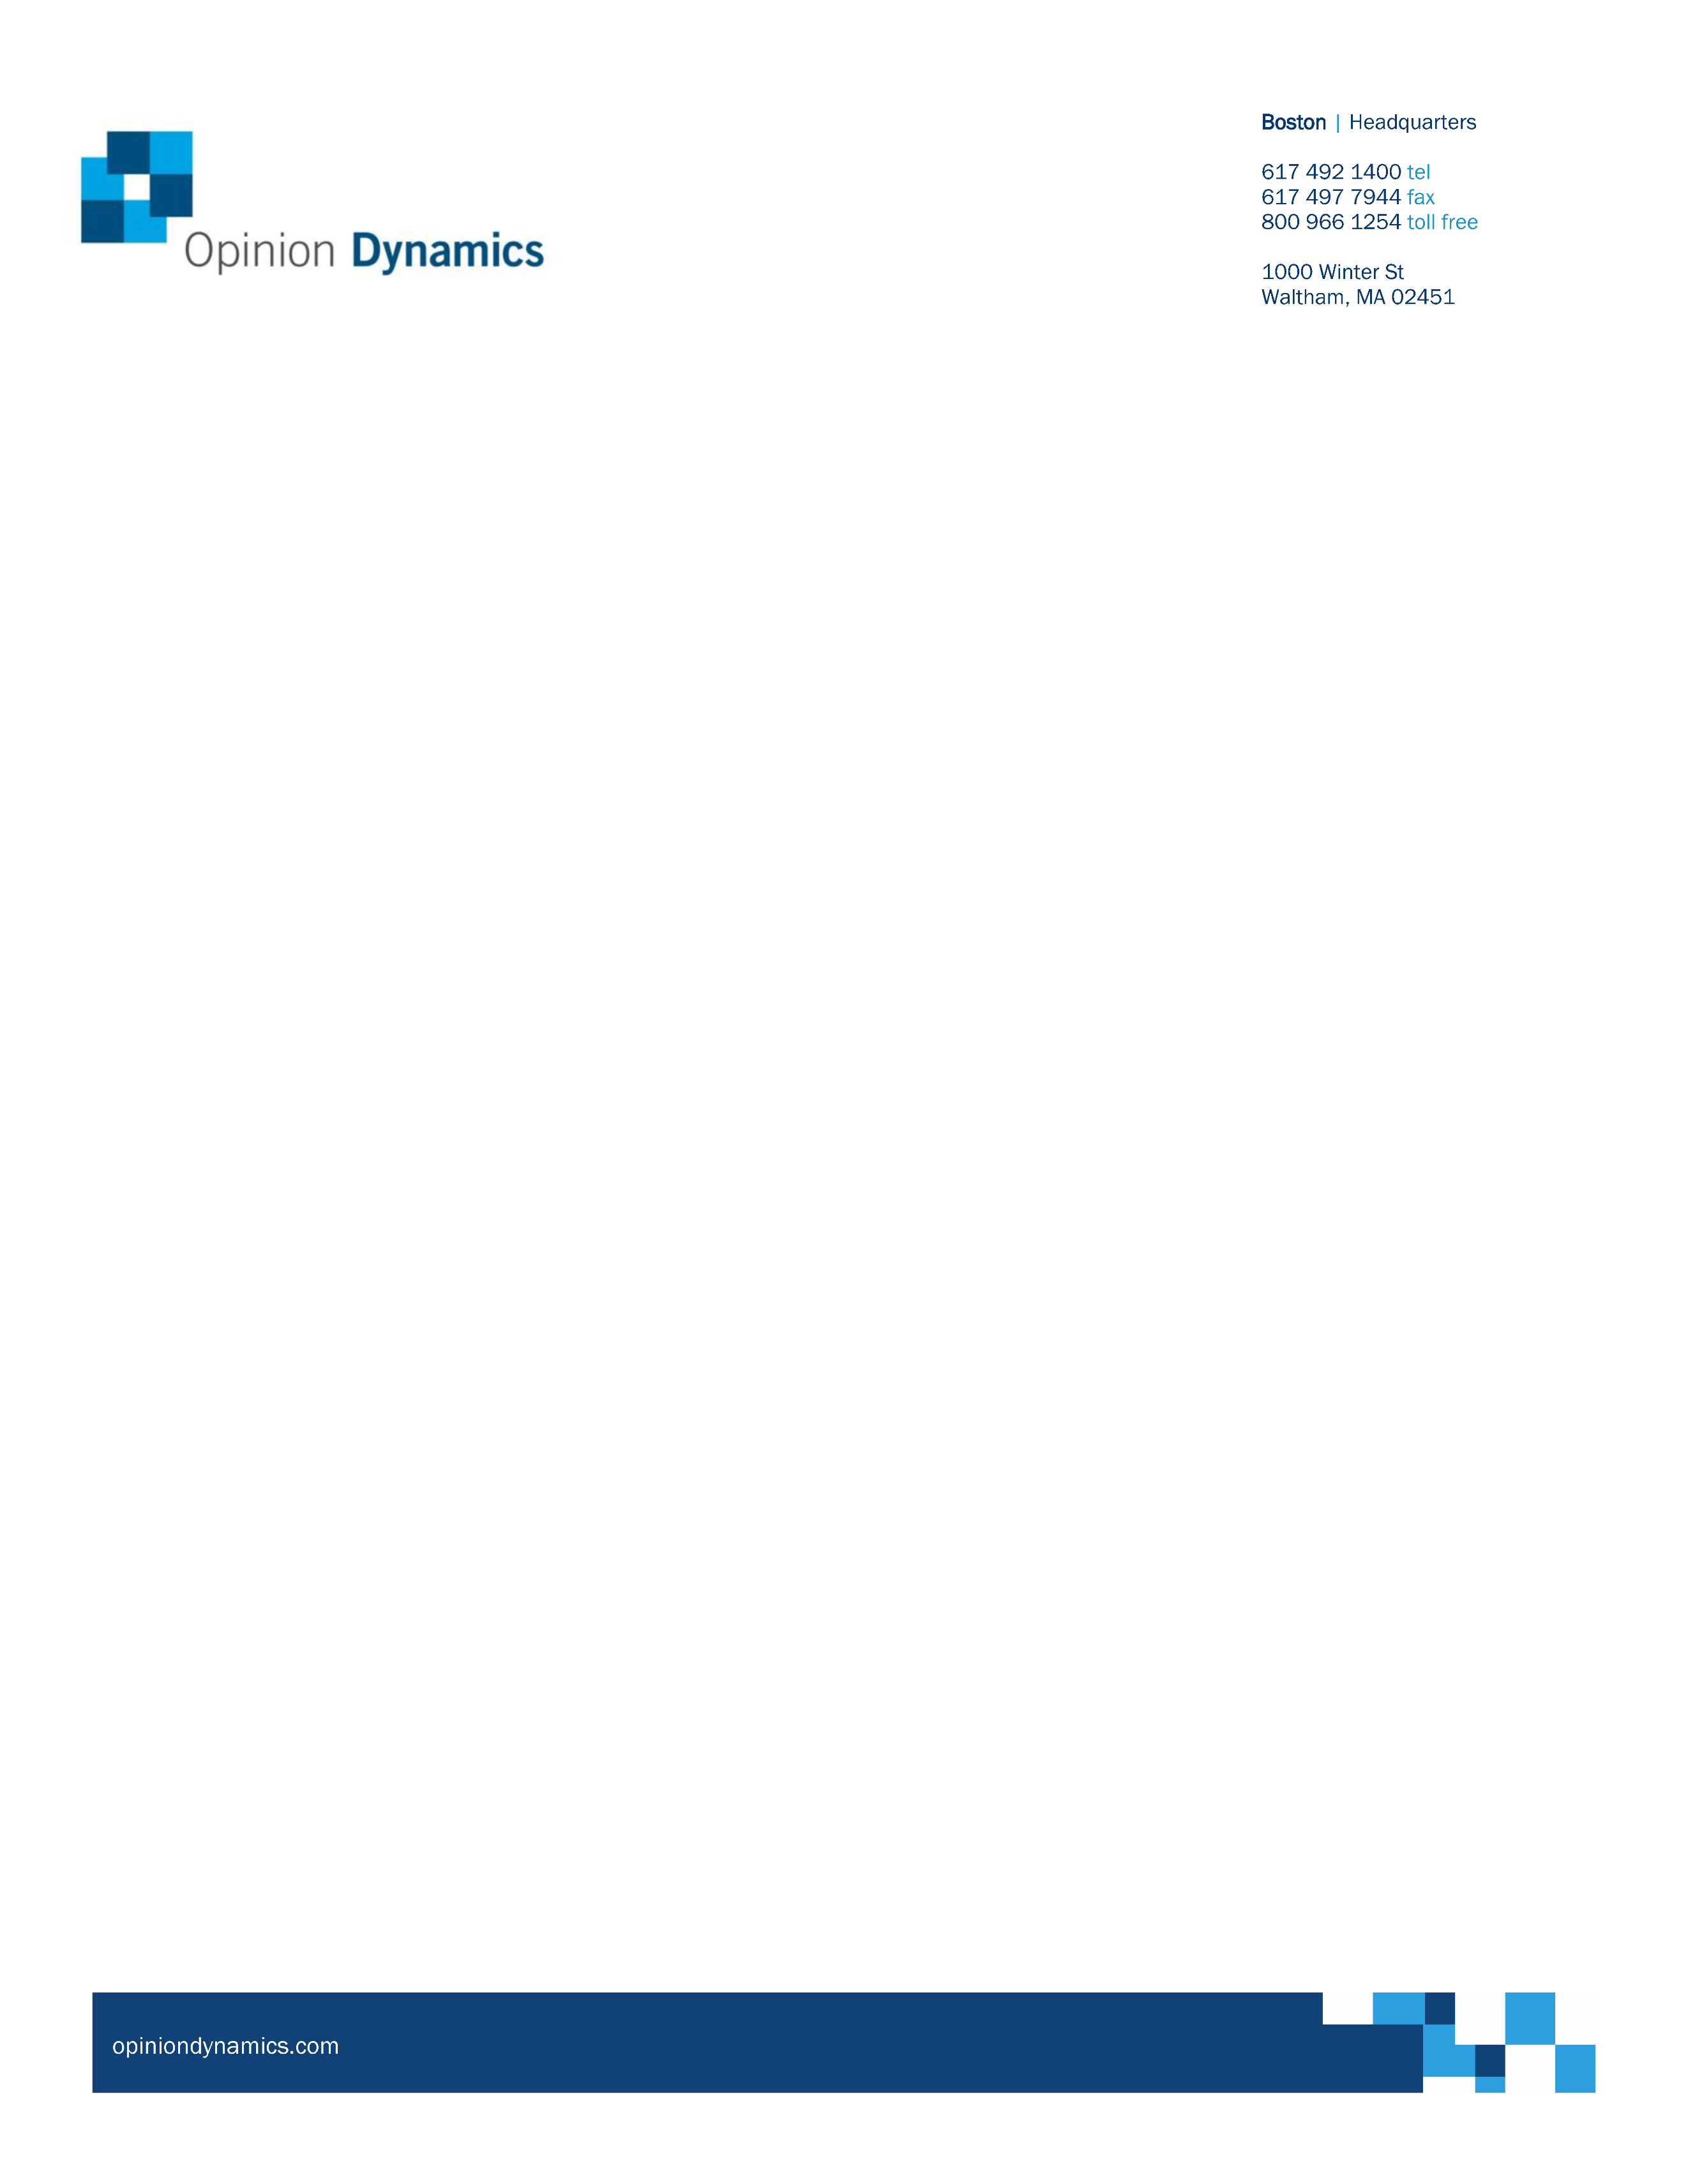 Opinion Dynamics
Boston | Headquarters
617 492 1400 tel
617 497 7944 fax
800 966 1254 toll free
1000 Winter St
Waltham, MA 02451
opiniondynamics.com